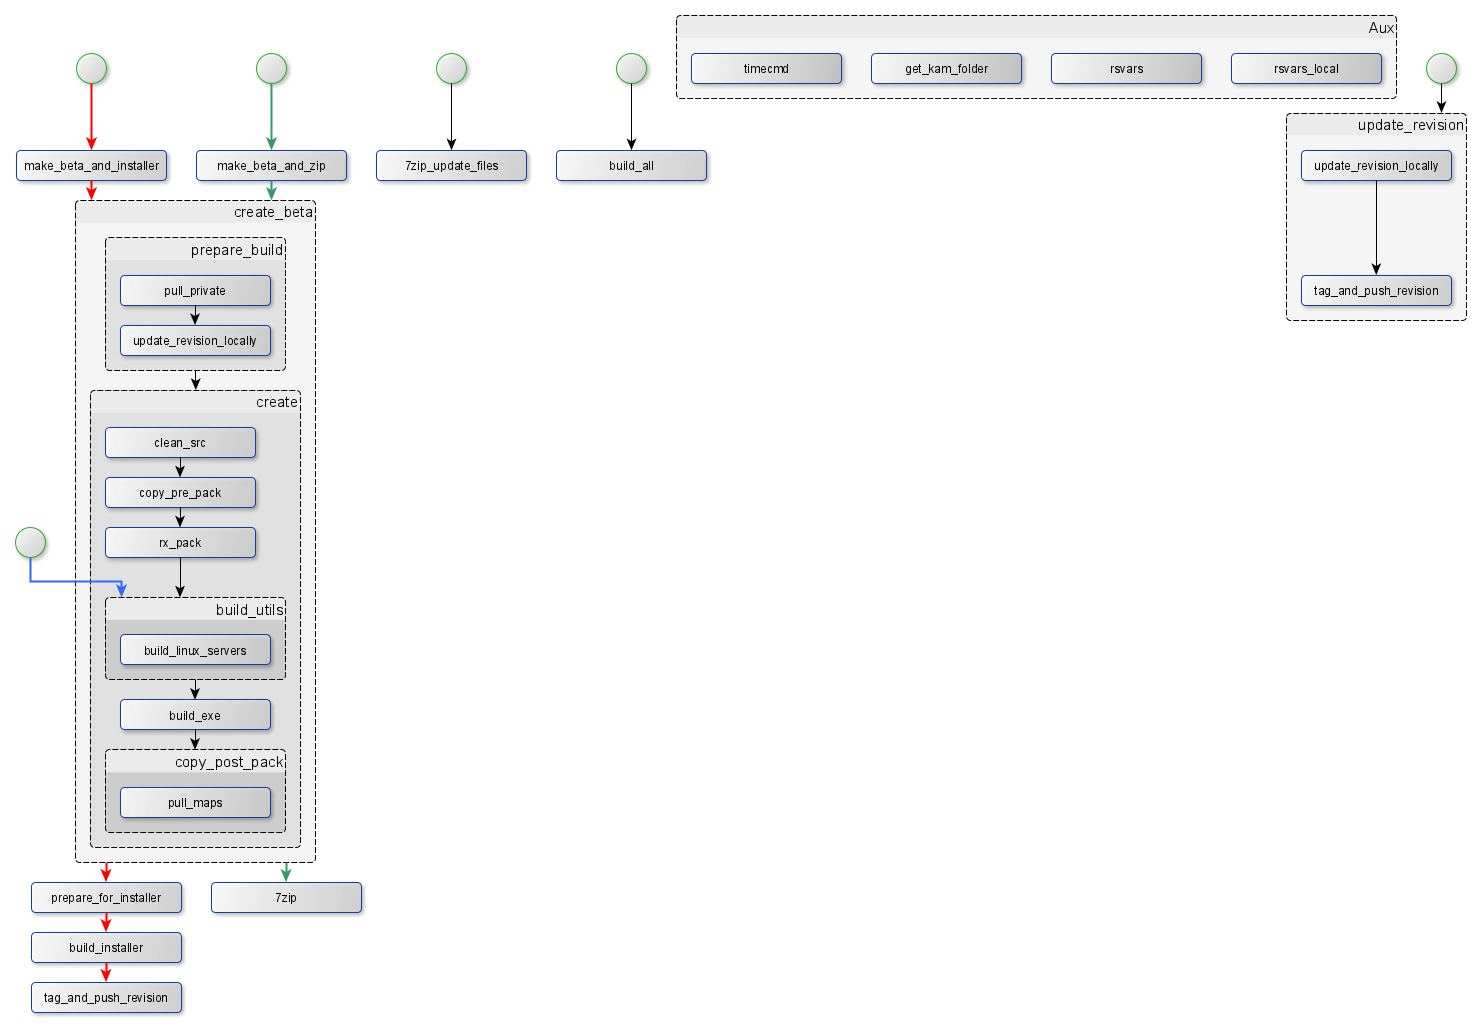 Aux
timecmd
get_kam_folder
rsvars
rsvars_local
make_beta_and_installer
make_beta_and_zip
7zip_update_files
build_all
update_revision
update_revision_locally
tag_and_push_revision
create_beta
prepare_build
pull_private
update_revision_locally
create
clean_src
copy_pre_pack
rx_pack
build_utils
build_linux_servers
build_exe
copy_post_pack
pull_maps
prepare_for_installer
7zip
build_installer
tag_and_push_revision